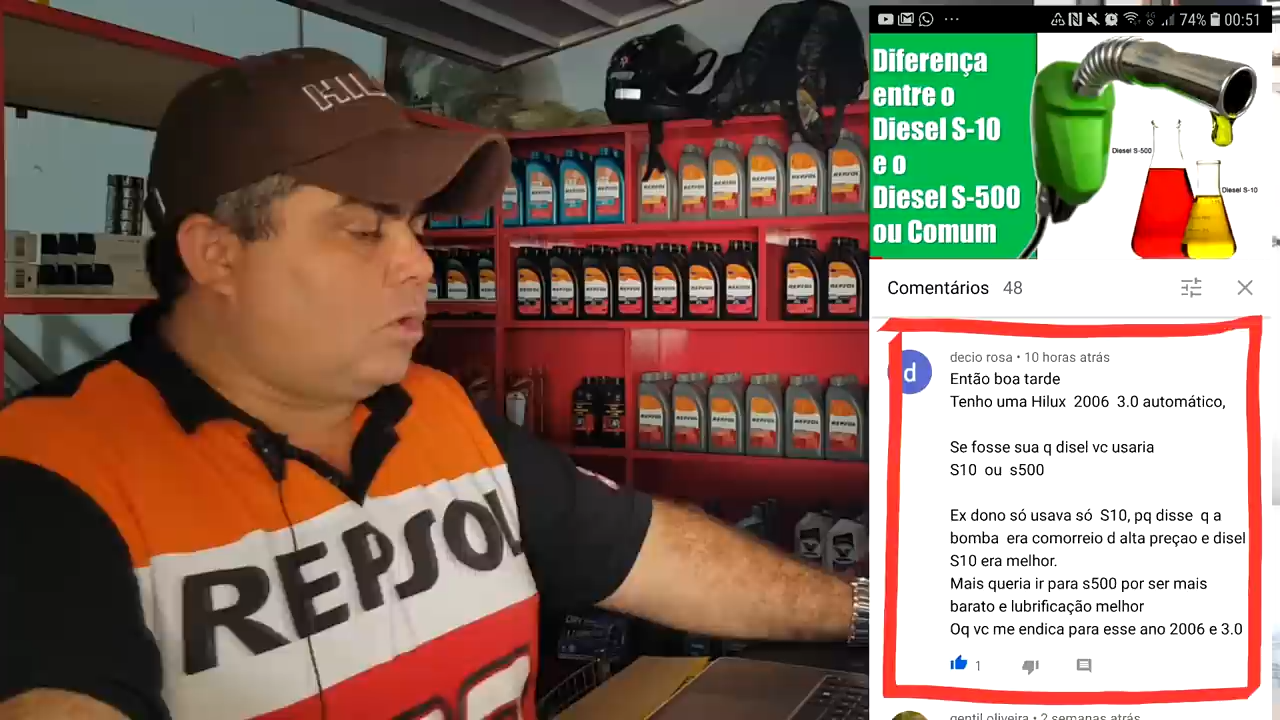 HIL
REPSOL
74% 00:51
Diferença
entre o
Diesel S-10
e o
Diesel S-500
ou Comum
Diesel S-500
Diesel S-10
Comentários 48
d
decio rosa • 10 horas atrás
Então boa tarde
Tenho uma Hilux 2006 3.0 automático,
Se fosse sua q disel vc usaria
S10 ou s500
Ex dono só usava só S10, pq disse q a
bomba era comorreio d alta preçao e disel
S10 era melhor.
Mais queria ir para s500 por ser mais
barato e lubrificação melhor
Oq vc me endica para esse ano 2006 e 3.0
1
gentil oliveira • 2 semanas atrás